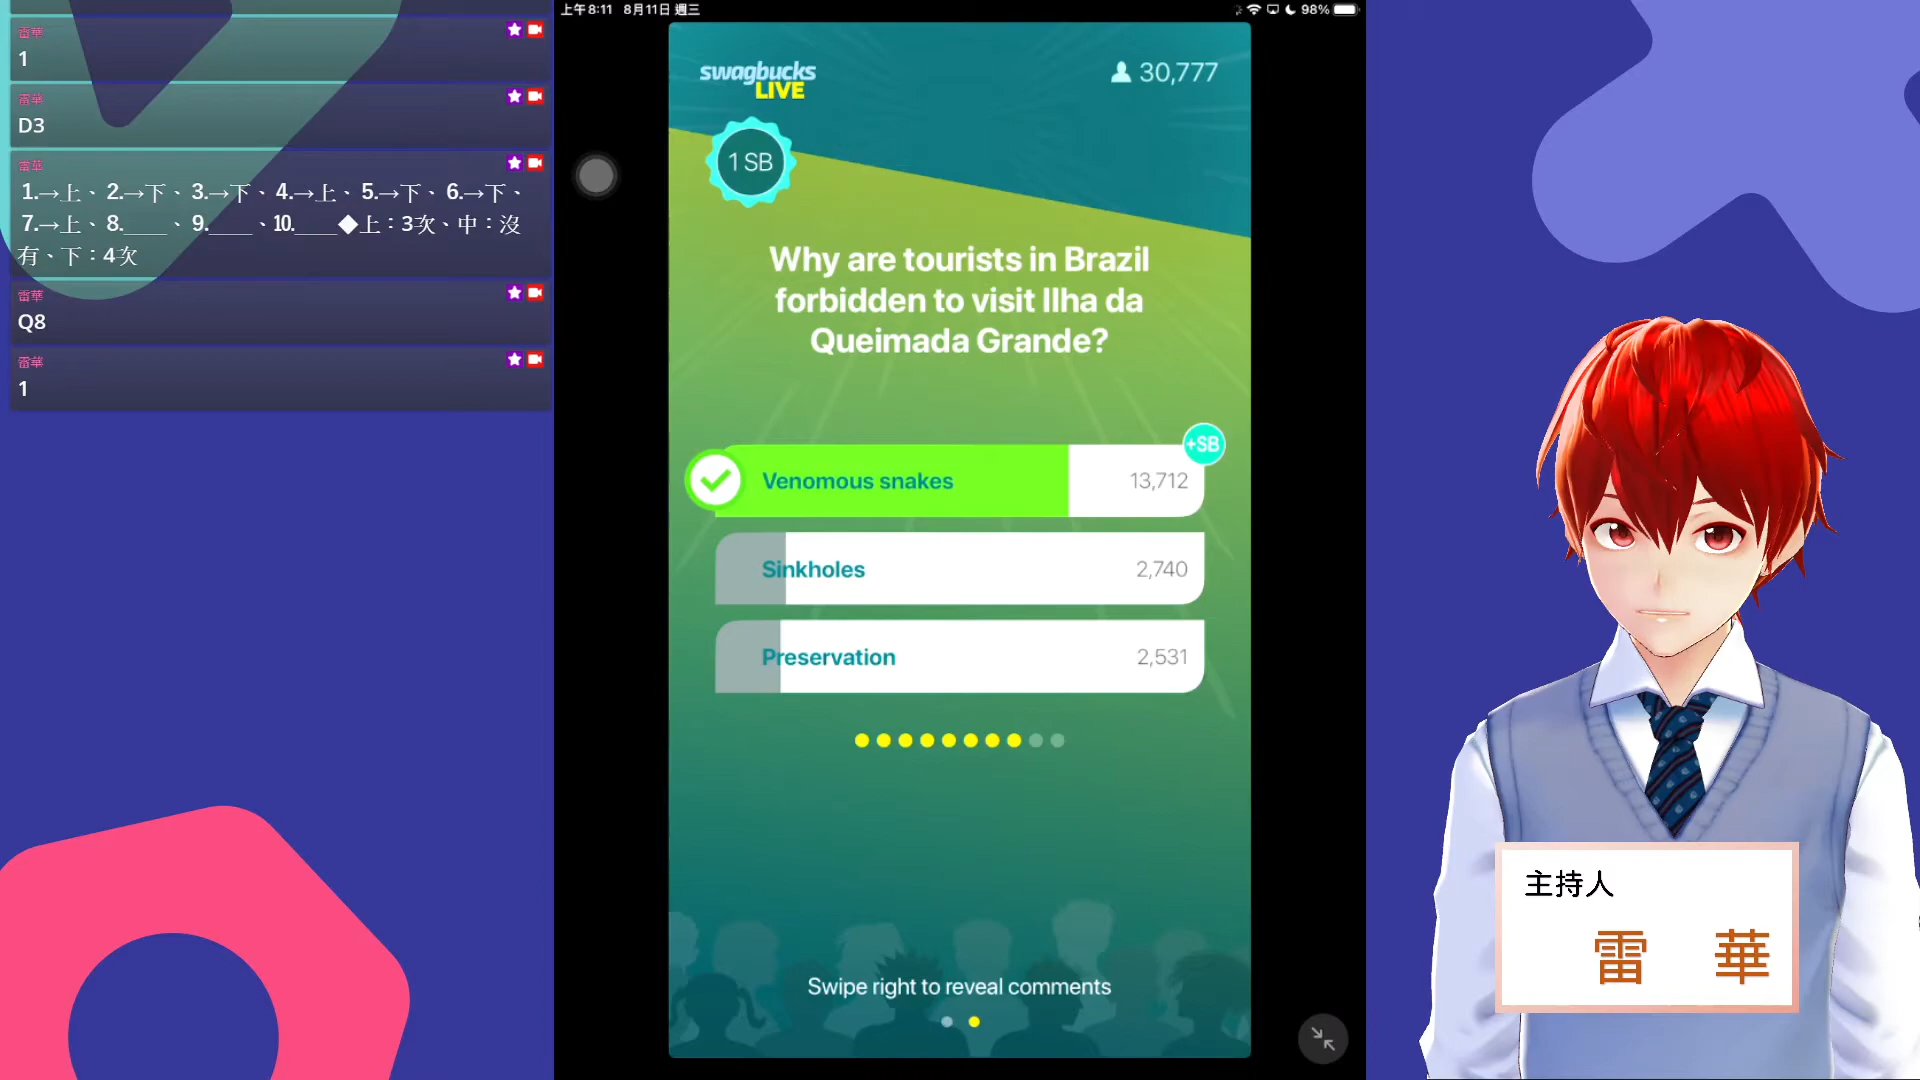 雷華
1
雷華
D3
雷華
1.→上、 2.→下、 3.→下、 4.→上、 5.→下、 6.→下、
7.→上、 8.____、 9.____、10.____◆上：3次、中：沒
有、下：4次
雷華
Q8
雷華
1
上午8:11 8月11日 週三
98%
swagbucks
LIVE
30,777
1 SB
Why are tourists in Brazil
forbidden to visit Ilha da
Queimada Grande?
+SB
Venomous snakes 13,712
Sinkholes 2,740
Preservation 2,531
Swipe right to reveal comments
主持人
雷 華